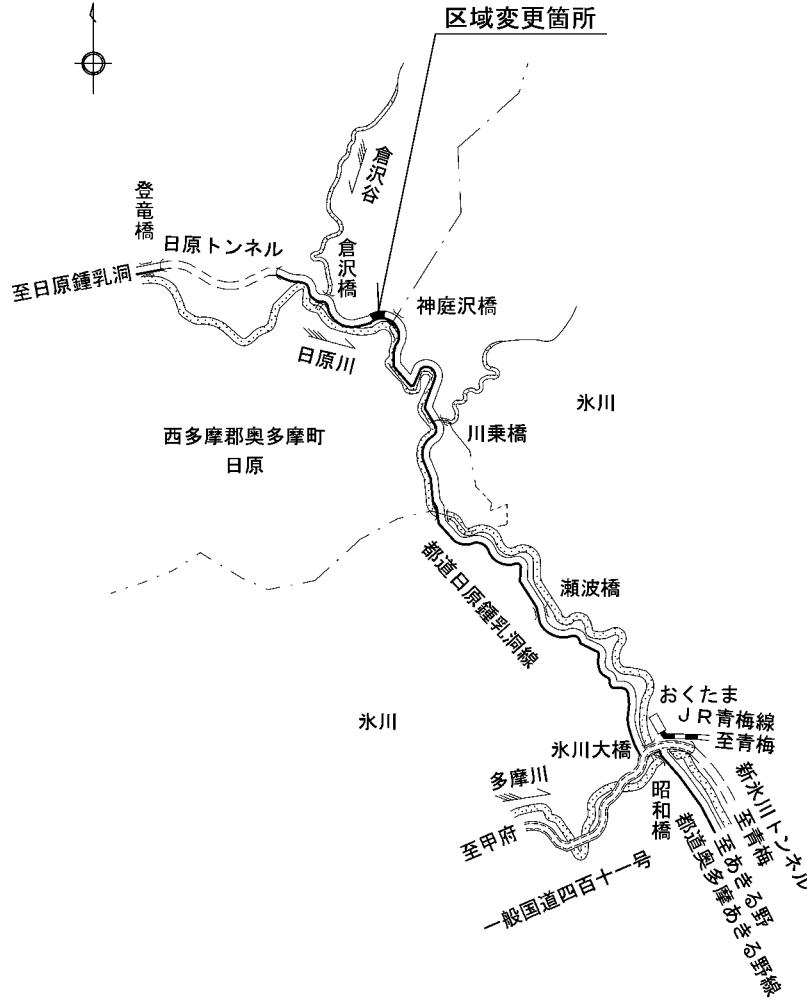 区域変更箇所
倉沢谷
登竜橋
日原トンネル
倉沢橋
至日原鍾乳洞
神庭沢橋
日原川
氷川
川乗橋
西多摩郡奥多摩町
日原
都道日原鍾乳洞線
瀬波橋
おくたま
JR青梅線
至青梅
氷川
氷川大橋
多摩川
昭和橋
新氷川トンネル
至青梅
至甲府
至あきる野
都道奥多摩あきる野線
一般国道四百十一号